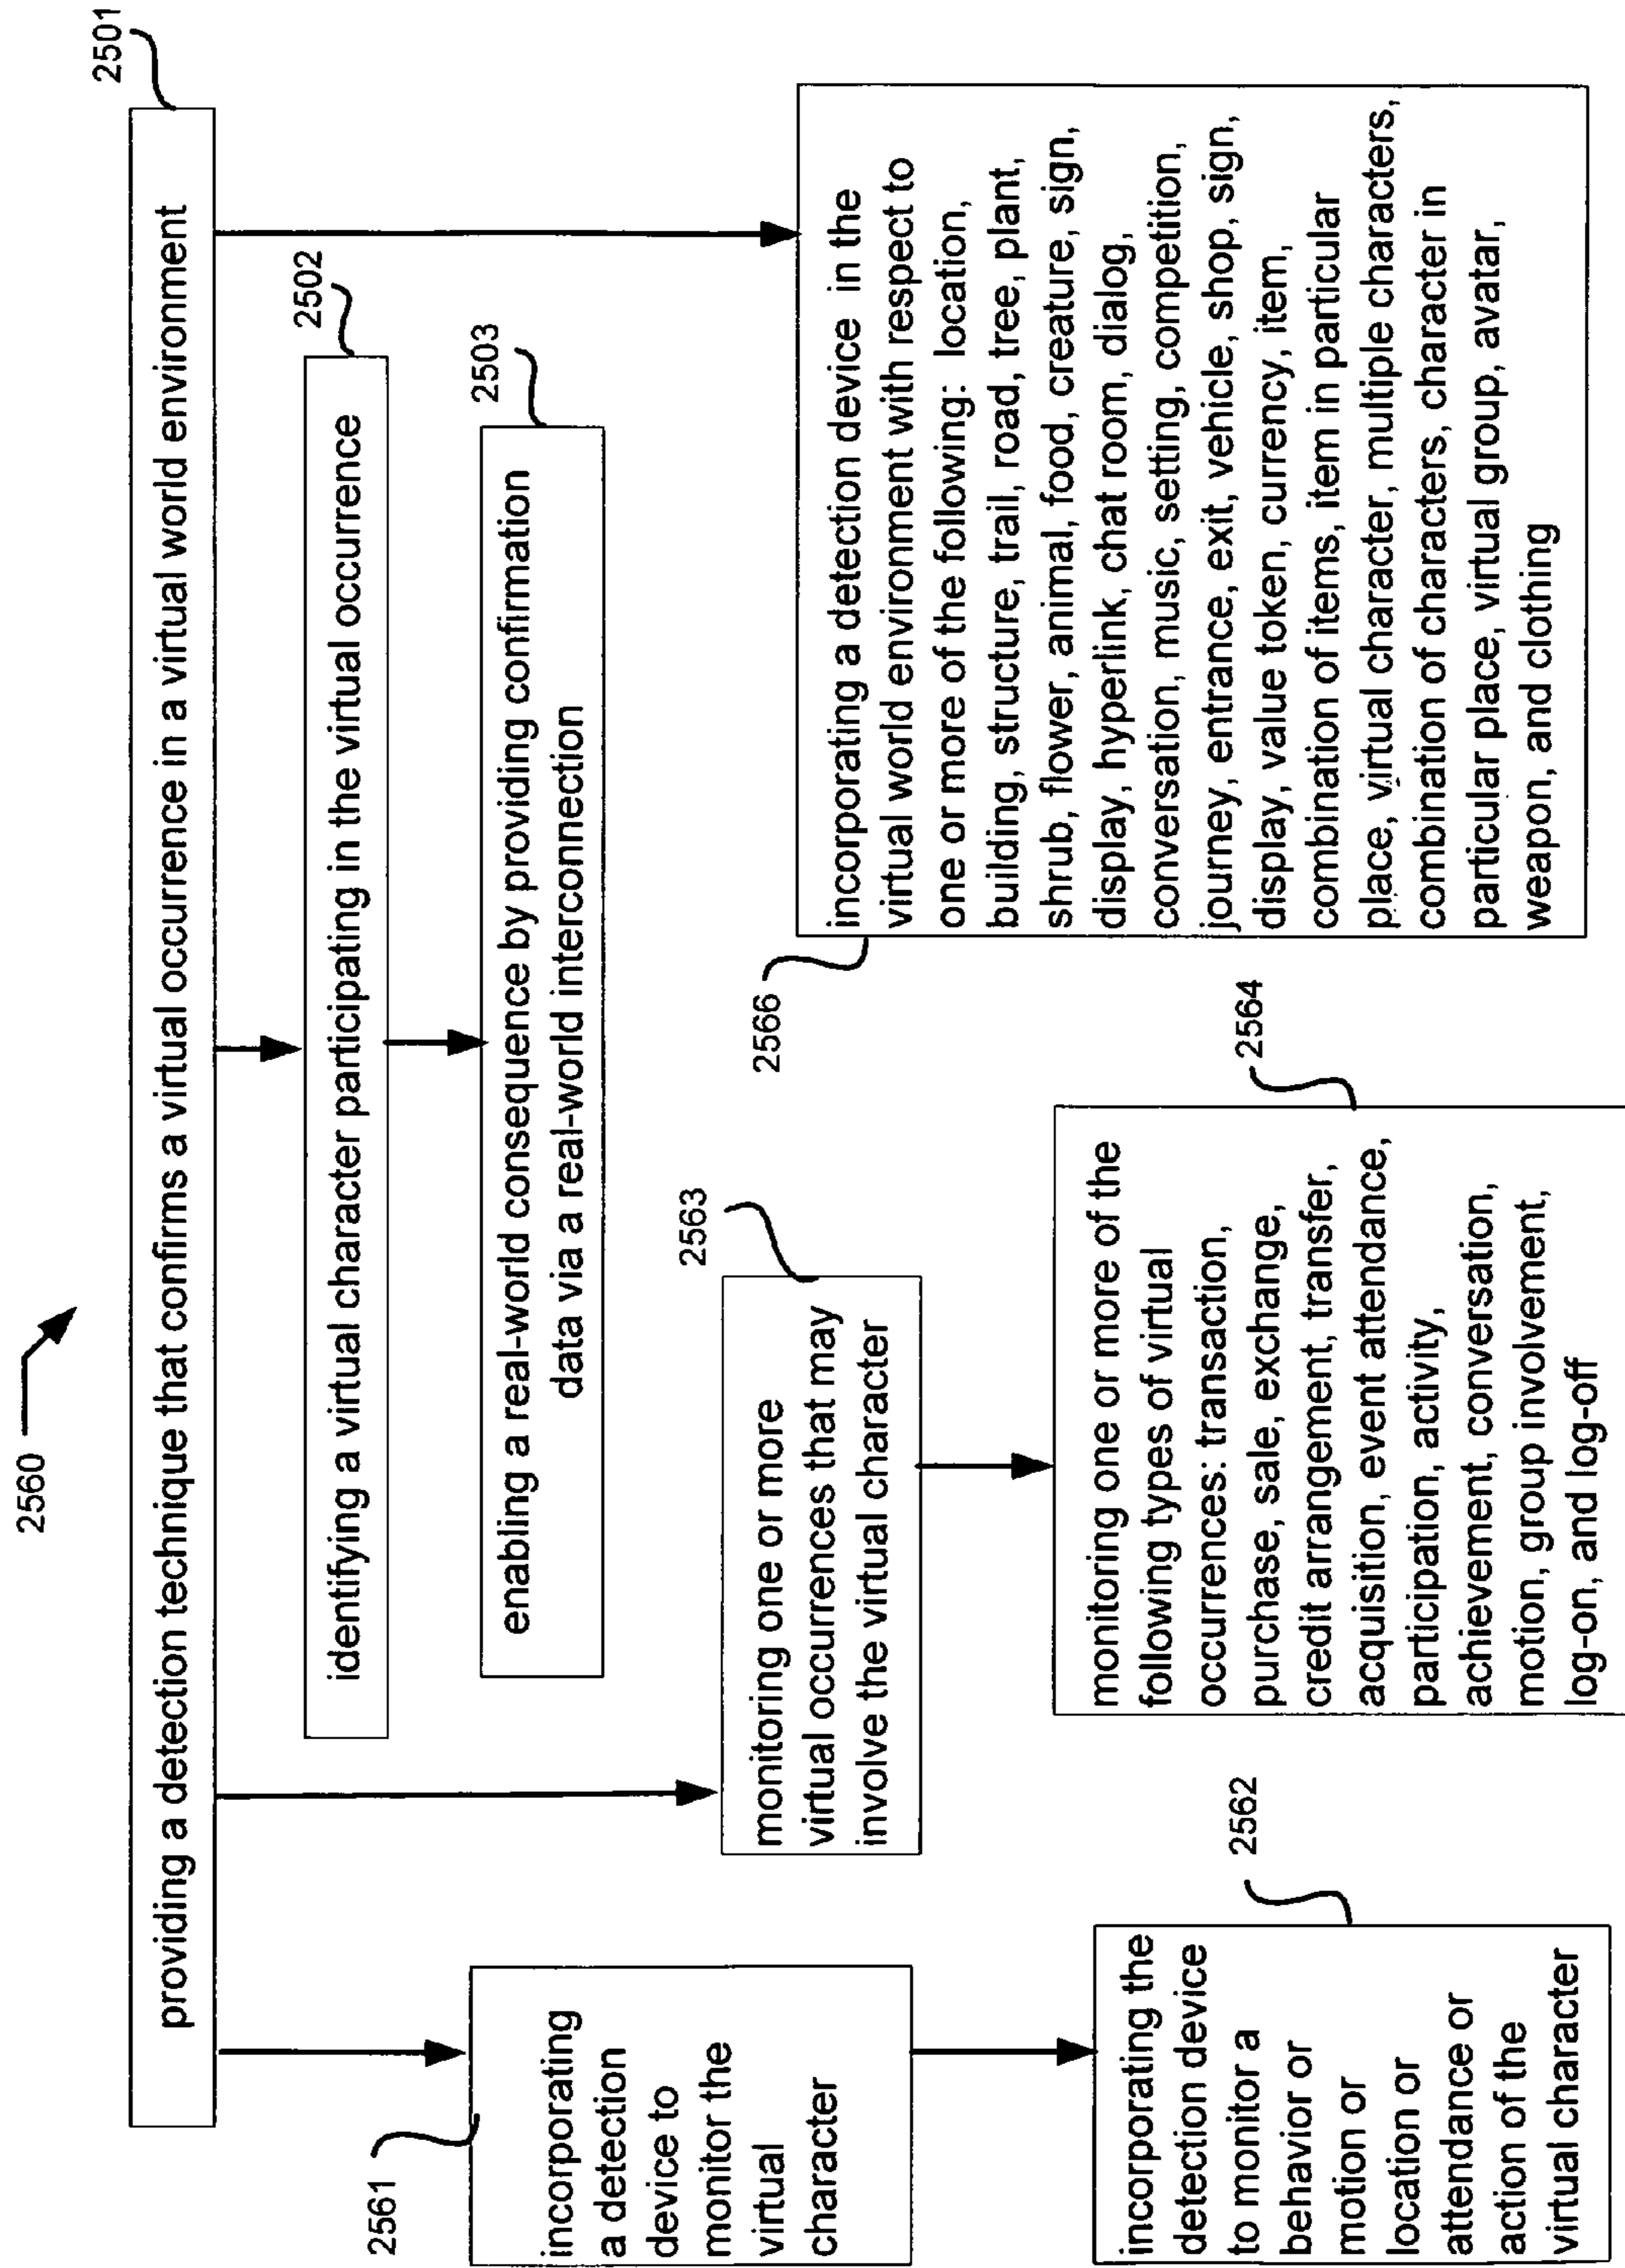 2560
2501
providing a detection technique that confirms a virtual occurrence in a virtual world environment
2502
identifying a virtual character participating in the virtual occurrence
2503
enabling a real-world consequence by providing confirmation
data via a real-world interconnection
2561
incorporating
a detection
device to
monitor the
virtual
character
2562
incorporating the
detection device
to monitor a
behavior or
motion or
location or
attendance or
action of the
virtual character
2563
monitoring one or more
virtual occurrences that may
involve the virtual character
2564
monitoring one or more of the
following types of virtual
occurrences: transaction,
purchase, sale, exchange,
credit arrangement, transfer,
acquisition, event attendance,
participation, activity,
achievement, conversation,
motion, group involvement,
log-on, and log-off
2566
incorporating a detection device in the
virtual world environment with respect to
one or more of the following: location,
building, structure, trail, road, tree, plant,
shrub, flower, animal, food, creature, sign,
display, hyperlink, chat room, dialog,
conversation, music, setting, competition,
journey, entrance, exit, vehicle, shop, sign,
display, value token, currency, item,
combination of items, item in particular
place, virtual character, multiple characters,
combination of characters, character in
particular place, virtual group, avatar,
weapon, and clothing